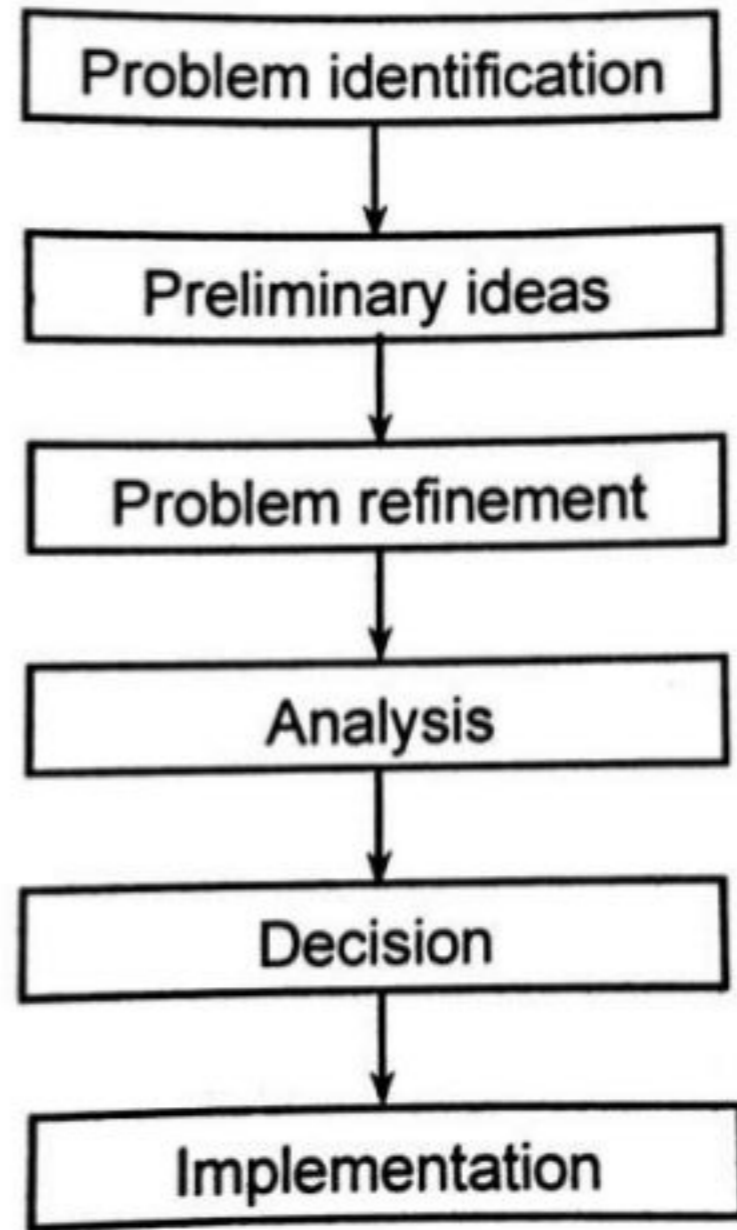 Problem identification
Preliminary ideas
Problem refinement
Analysis
Decision
Implementation